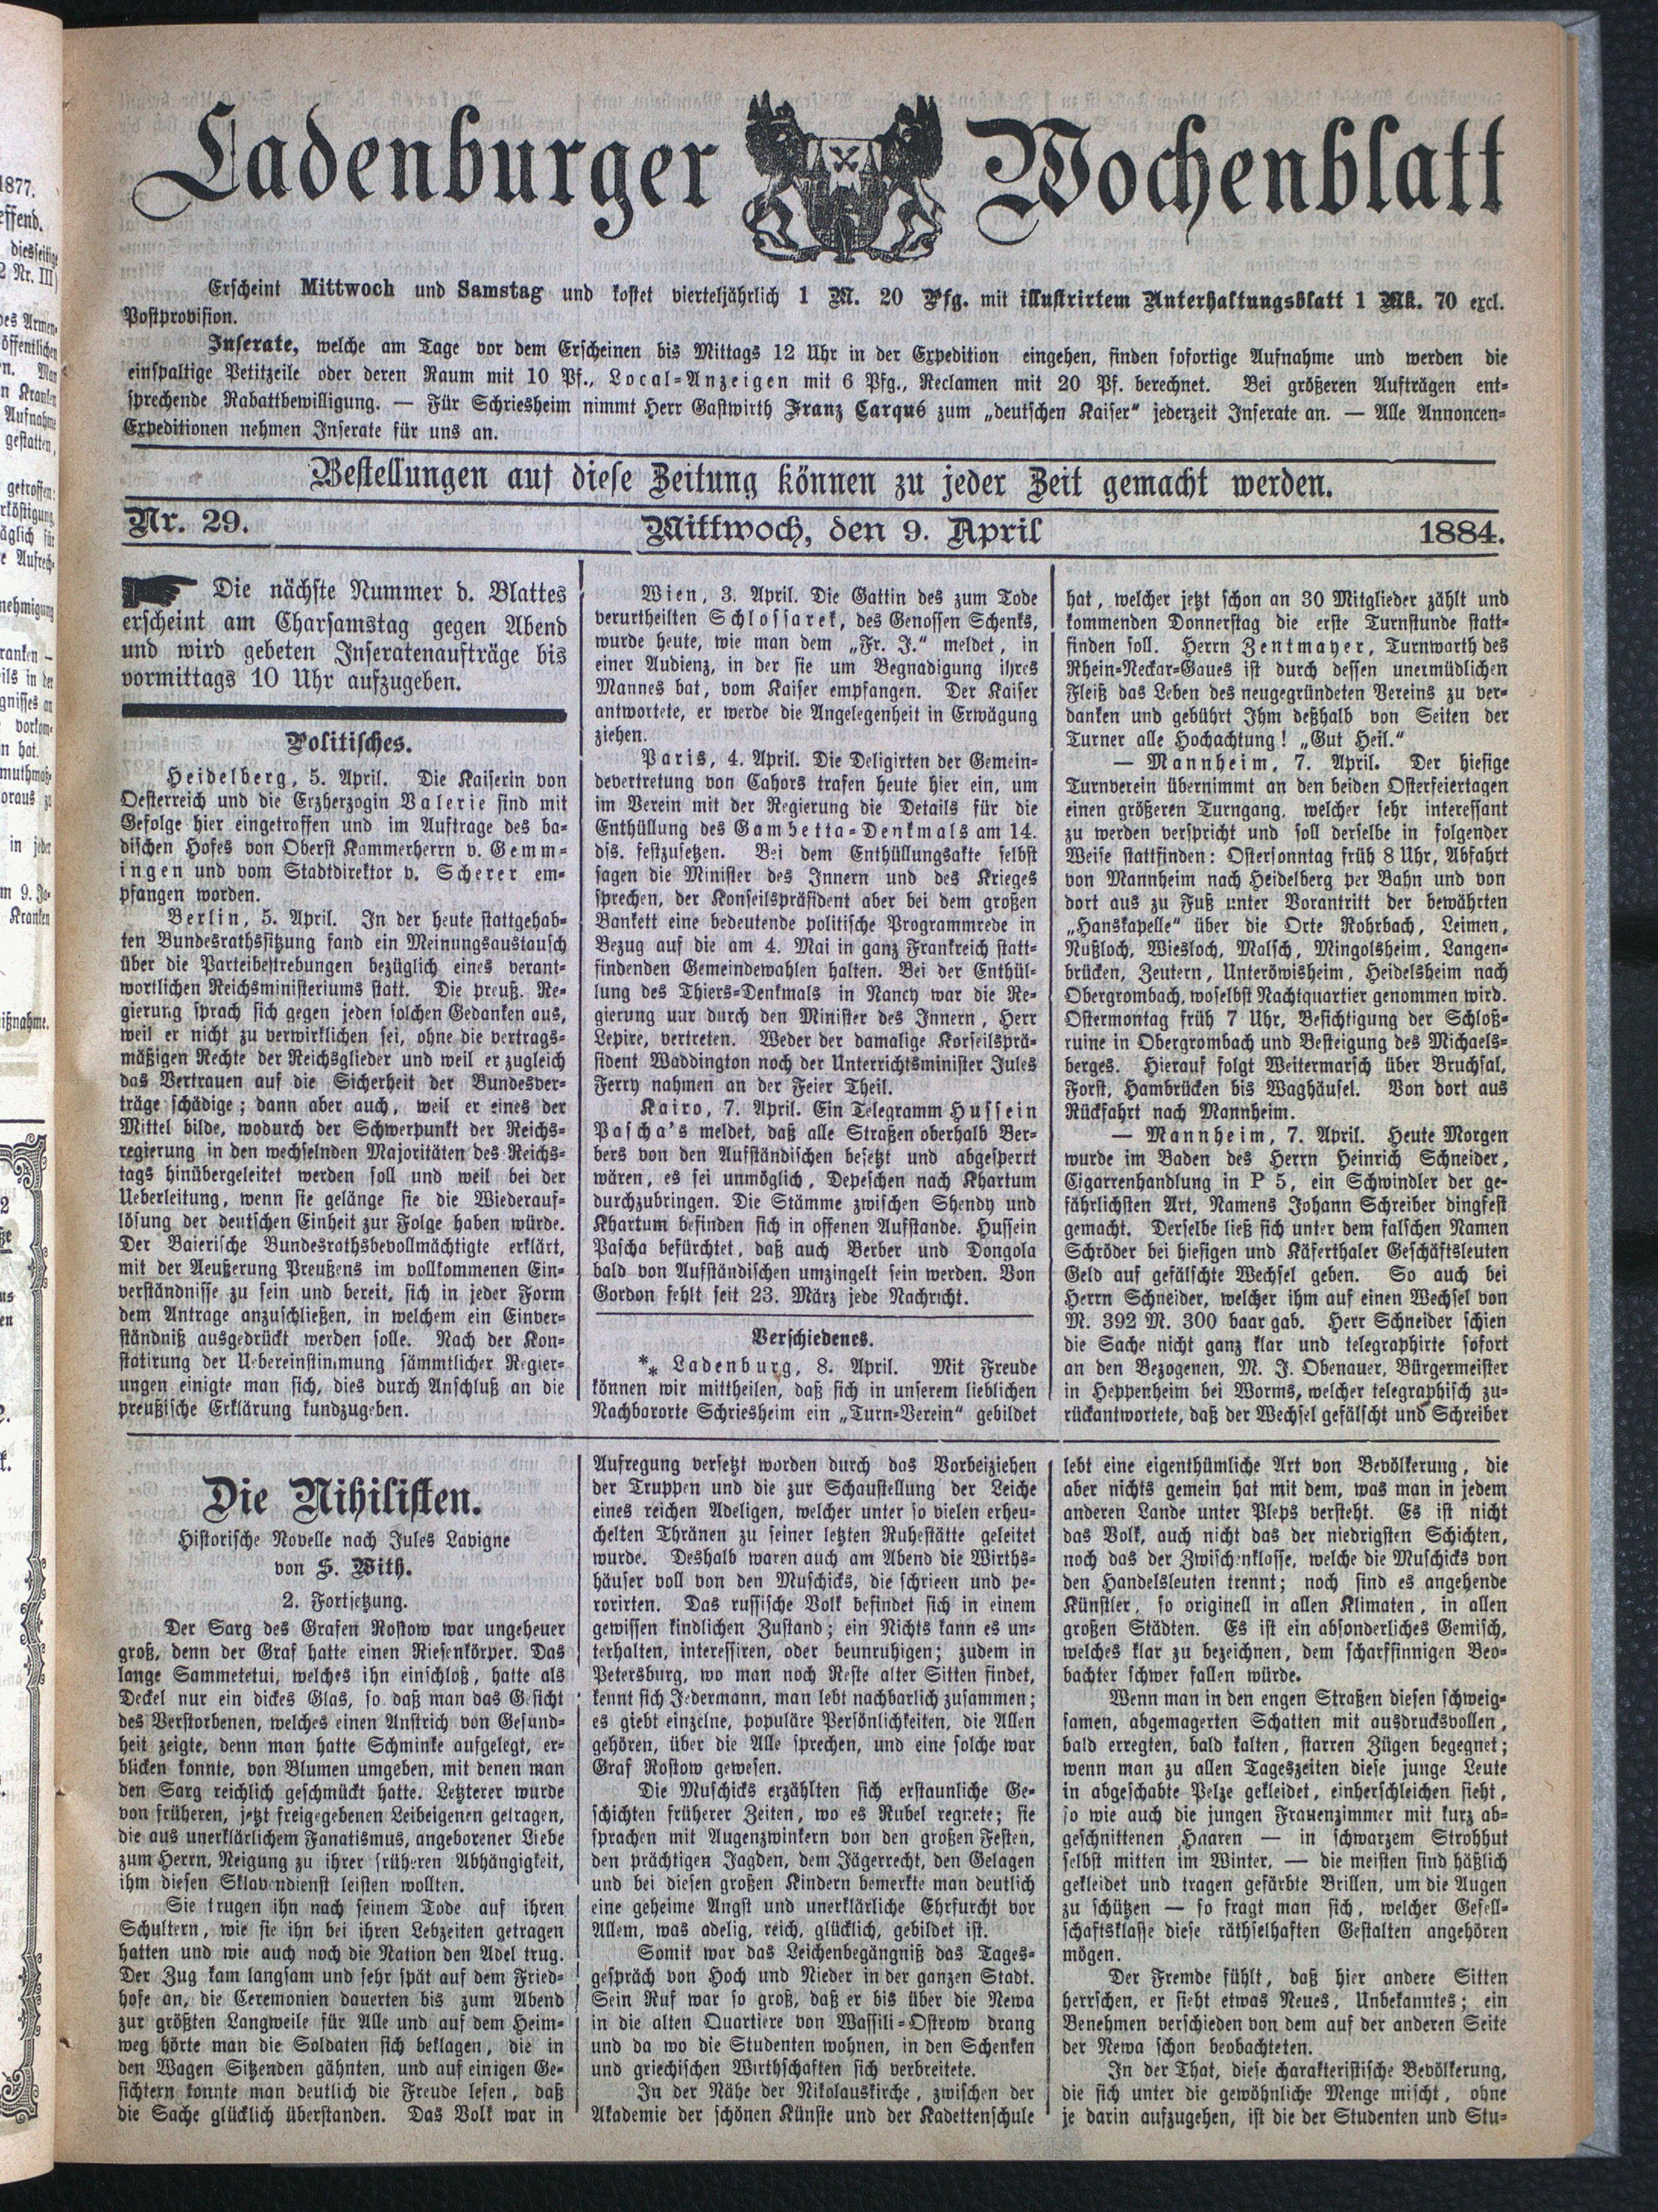 Ladenburger Wochenblatt
Erscheint Mittwoch und Samstag und kostet vierteljährlich 1 M. 20 Pfg. mit illustrirtem Unterhaltungsblatt 1 Mk. 70 excl.
Postprovision.
Inserate, welche am Tage vor dem Erscheinen bis Mittags 12 Uhr in der Expedition eingehen, finden sofortige Aufnahme und werden die
einspaltige Petitzeile oder deren Raum mit 10 Pf., Local-Anzeigen mit 6 Pfg., Reclamen mit 20 Pf. berechnet. Bei größeren Aufträgen ent-
sprechende Rabattbewilligung. — Für Schriesheim nimmt Herr Gastwirth Franz Carqué zum „deutschen Kaiser" jederzeit Inserate an. — Alle Annoncen-
Expeditionen nehmen Inserate für uns an.
Bestellungen auf diese Zeitung können zu jeder Zeit gemacht werden.
Nr. 29. Mittwoch, den 9. April 1884.
Die nächste Nummer d. Blattes
erscheint am Charsamstag gegen Abend
und wird gebeten Inseratenaufträge bis
vormittags 10 Uhr aufzugeben.
Politisches.
Heidelberg, 5. April. Die Kaiserin von
Oesterreich und die Erzherzogin Valerie sind mit
Gefolge hier eingetroffen und im Auftrage des ba-
dischen Hofes von Oberst Kammerherrn v. Gemm-
ingen und vom Stadtdirektor v. Scherer em-
pfangen worden.
Berlin, 5. April. In der heute stattgehab-
ten Bundesrathssitzung fand ein Meinungsaustausch
über die Parteibestrebungen bezüglich eines verant-
wortlichen Reichsministeriums statt. Die preuß. Re-
gierung sprach sich gegen jeden solchen Gedanken aus,
weil er nicht zu verwirklichen sei, ohne die vertrags-
mäßigen Rechte der Reichsglieder und weil er zugleich
das Vertrauen auf die Sicherheit der Bundesver-
träge schädige; dann aber auch, weil er eines der
Mittel bilde, wodurch der Schwerpunkt der Reichs-
regierung in den wechselnden Majoritäten des Reichs-
tags hinübergeleitet werden soll und weil bei der
Ueberleitung, wenn sie gelänge sie die Wiederauf-
lösung der deutschen Einheit zur Folge haben würde.
Der Baierische Bundesrathsbevollmächtigte erklärt,
mit der Aeußerung Preußens im vollkommenen Ein-
verständnisse zu sein und bereit, sich in jeder Form
dem Antrage anzuschließen, in welchem ein Einver-
ständniß ausgedrückt werden solle. Nach der Kon-
statirung der Uebereinstimmung sämmtlicher Regier-
ungen einigte man sich, dies durch Anschluß an die
preußische Erklärung kundzugeben.
Wien, 3. April. Die Gattin des zum Tode
verurtheilten Schlossarek, des Genossen Schenks,
wurde heute, wie man dem „Fr. J." meldet, in
einer Audienz, in der sie um Begnadigung ihres
Mannes bat, vom Kaiser empfangen. Der Kaiser
antwortete, er werde die Angelegenheit in Erwägung
ziehen.
Paris, 4. April. Die Deligirten der Gemein-
devertretung von Cahors trafen heute hier ein, um
im Verein mit der Regierung die Details für die
Enthüllung des Gambetta-Denkmals am 14.
ds. festzusetzen. Bei dem Enthüllungsakte selbst
sagen die Minister des Innern und des Krieges
sprechen, der Konseilspräsident aber bei dem großen
Bankett eine bedeutende politische Programmrede in
Bezug auf die am 4. Mai in ganz Frankreich statt-
findenden Gemeindewahlen halten. Bei der Enthül-
lung des Thiers-Denkmals in Nancy war die Re-
gierung uur durch den Minister des Innern, Herr
Lepire, vertreten. Weder der damalige Korseilsprä-
sident Waddington noch der Unterrichtsminister Jules
Ferry nahmen an der Feier Theil.
Kairo, 7. April. Ein Telegramm Hussein
Pascha's meldet, daß alle Straßen oberhalb Ber-
bers von den Aufständischen besetzt und abgesperrt
wären, es sei unmöglich, Depeschen nach Khartum
durchzubringen. Die Stämme zwischen Shendy und
Khartum befinden sich in offenen Aufstande. Hussein
Pascha befürchtet, daß auch Berber und Dongola
bald von Aufständischen umzingelt sein werden. Von
Gordon fehlt seit 23. März jede Nachricht.
Verschiedenes.
*⁎ Ladenburg, 8. April. Mit Freude
können wir mittheilen, daß sich in unserem lieblichen
Nachbarorte Schriesheim ein „Turn-Verein" gebildet
hat, welcher jetzt schon an 30 Mitglieder zählt und
kommenden Donnerstag die erste Turnstunde statt-
finden soll. Herrn Zentmayer, Turnwarth des
Rhein-Neckar-Gaues ist durch dessen unermüdlichen
Fleiß das Leben des neugegründeten Vereins zu ver-
danken und gebührt Ihm deßhalb von Seiten der
Turner alle Hochachtung! „Gut Heil."
— Mannheim, 7. April. Der hiesige
Turnverein übernimmt an den beiden Osterfeiertagen
einen größeren Turngang, welcher sehr interessant
zu werden verspricht und soll derselbe in folgender
Weise stattfinden: Ostersonntag früh 8 Uhr, Abfahrt
von Mannheim nach Heidelberg per Bahn und von
dort aus zu Fuß unter Vorantritt der bewährten
„Hanskapelle" über die Orte Rohrbach, Leimen,
Nußloch, Wiesloch, Malsch, Mingolsheim, Langen-
brücken, Zeutern, Unteröwisheim, Heidelsheim nach
Obergrombach, woselbst Nachtquartier genommen wird.
Ostermontag früh 7 Uhr, Besichtigung der Schloß-
ruine in Obergrombach und Besteigung des Michaels-
berges. Hierauf folgt Weitermarsch über Bruchsal,
Forst, Hambrücken bis Waghäusel. Von dort aus
Rückfahrt nach Mannheim.
— Mannheim, 7. April. Heute Morgen
wurde im Baden des Herrn Heinrich Schneider,
Cigarrenhandlung in P 5, ein Schwindler der ge-
fährlichsten Art, Namens Johann Schreiber dingfest
gemacht. Derselbe ließ sich unter dem falschen Namen
Schröder bei hiesigen und Käferthaler Geschäftsleuten
Geld auf gefälschte Wechsel geben. So auch bei
Herrn Schneider, welcher ihm auf einen Wechsel von
M. 392 M. 300 baar gab. Herr Schneider schien
die Sache nicht ganz klar und telegraphirte sofort
an den Bezogenen, M. J. Obenauer, Bürgermeister
in Heppenheim bei Worms, welcher telegraphisch zu-
rückantwortete, daß der Wechsel gefälscht und Schreiber
Die Nihilisten.
Historische Novelle nach Jules Lavigne
von S. With.
2. Fortsetzung.
Der Sarg des Grafen Rostow war ungeheuer
groß, denn der Graf hatte einen Riesenkörper. Das
lange Sammetetui, welches ihn einschloß, hatte als
Deckel nur ein dickes Glas, so daß man das Gesicht
des Verstorbenen, welches einen Anstrich von Gesund-
heit zeigte, denn man hatte Schminke aufgelegt, er-
blicken konnte, von Blumen umgeben, mit denen man
den Sarg reichlich geschmückt hatte. Letzterer wurde
von früheren, jetzt freigegebenen Leibeigenen getragen,
die aus unerklärlichem Fanatismus, angeborener Liebe
zum Herrn, Neigung zu ihrer früheren Abhängigkeit,
ihm diesen Sklavendienst leisten wollten.
Sie trugen ihn nach seinem Tode auf ihren
Schultern, wie sie ihn bei ihren Lebzeiten getragen
hatten und wie auch noch die Nation den Adel trug.
Der Zug kam langsam und sehr spät auf dem Fried-
hofe an, die Ceremonien dauerten bis zum Abend
zur größten Langweile für Alle und auf dem Heim-
weg hörte man die Soldaten sich beklagen, die in
den Wagen Sitzenden gähnten, und auf einigen Ge-
sichtern konnte man deutlich die Freude lesen, daß
die Sache glücklich überstanden. Das Volk war in
Aufregung versetzt worden durch das Vorbeiziehen
der Truppen und die zur Schaustellung der Leiche
eines reichen Adeligen, welcher unter so vielen erheu-
chelten Thränen zu seiner letzten Ruhestätte geleitet
wurde. Deshalb waren auch am Abend die Wirths-
häuser voll von den Muschicks, die schrieen und pe-
rorirten. Das russische Volk befindet sich in einem
gewissen kindlichen Zustand; ein Nichts kann es un-
terhalten, interessiren, oder beunruhigen; zudem in
Petersburg, wo man noch Reste alter Sitten findet,
kennt sich Jedermann, man lebt nachbarlich zusammen;
es giebt einzelne, populäre Persönlichkeiten, die Allen
gehören, über die Alle sprechen, und eine solche war
Graf Rostow gewesen.
Die Muschicks erzählten sich erstaunliche Ge-
schichten früherer Zeiten, wo es Rubel regnete; sie
sprachen mit Augenzwinkern von den großen Festen,
den prächtigen Jagden, dem Jägerrecht, den Gelagen
und bei diesen großen Kindern bemerkte man deutlich
eine geheime Angst und unerklärliche Ehrfurcht vor
Allem, was adelig, reich, glücklich, gebildet ist.
Somit war das Leichenbegängniß das Tages-
gespräch von Hoch und Nieder in der ganzen Stadt.
Sein Ruf war so groß, daß er bis über die Newa
in die alten Quartiere von Wassili-Ostrow drang
und da wo die Studenten wohnen, in den Schenken
und griechischen Wirthschaften sich verbreitete.
In der Nähe der Nikolauskirche, zwischen der
Akademie der schönen Künste und der Kadettenschule
lebt eine eigenthümliche Art von Bevölkerung, die
aber nichts gemein hat mit dem, was man in jedem
anderen Lande unter Pleps versteht. Es ist nicht
das Volk, auch nicht das der niedrigsten Schichten,
noch das der Zwischenklasse, welche die Muschicks von
den Handelsleuten trennt; noch sind es angehende
Künstler, so originell in allen Klimaten, in allen
großen Städten. Es ist ein absonderliches Gemisch,
welches klar zu bezeichnen, dem scharfsinnigen Beo-
bachter schwer fallen würde.
Wenn man in den engen Straßen diesen schweig-
samen, abgemagerten Schatten mit ausdrucksvollen,
bald erregten, bald kalten, starren Zügen begegnet;
wenn man zu allen Tageszeiten diese junge Leute
in abgeschabte Pelze gekleidet, einherschleichen sieht,
so wie auch die jungen Frauenzimmer mit kurz ab-
geschnittenen Haaren — in schwarzem Strohhut
selbst mitten im Winter, — die meisten sind häßlich
gekleidet und tragen gefärbte Brillen, um die Augen
zu schützen — so fragt man sich, welcher Gesell-
schaftsklasse diese räthselhaften Gestalten angehören
mögen.
Der Fremde fühlt, daß hier andere Sitten
herrschen, er sieht etwas Neues, Unbekanntes; ein
Benehmen verschieden von dem auf der anderen Seite
der Newa schon beobachteten.
In der That, diese charakteristische Bevölkerung,
die sich unter die gewöhnliche Menge mischt, ohne
je darin aufzugehen, ist die der Studenten und Stu-